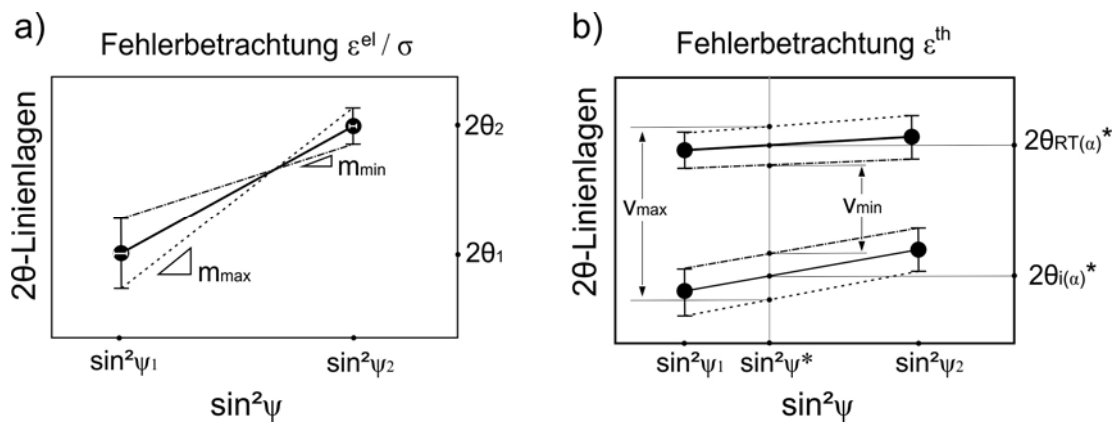 a)
Fehlerbetrachtung εᵉˡ / σ
2θ-Linienlagen
2θ₂
2θ₁
mmin
mmax
sin²ψ₁
sin²ψ₂
sin²ψ
b)
Fehlerbetrachtung εᵗʰ
2θ-Linienlagen
2θRT(α)*
2θi(α)*
vmax
vmin
sin²ψ₁
sin²ψ*
sin²ψ₂
sin²ψ